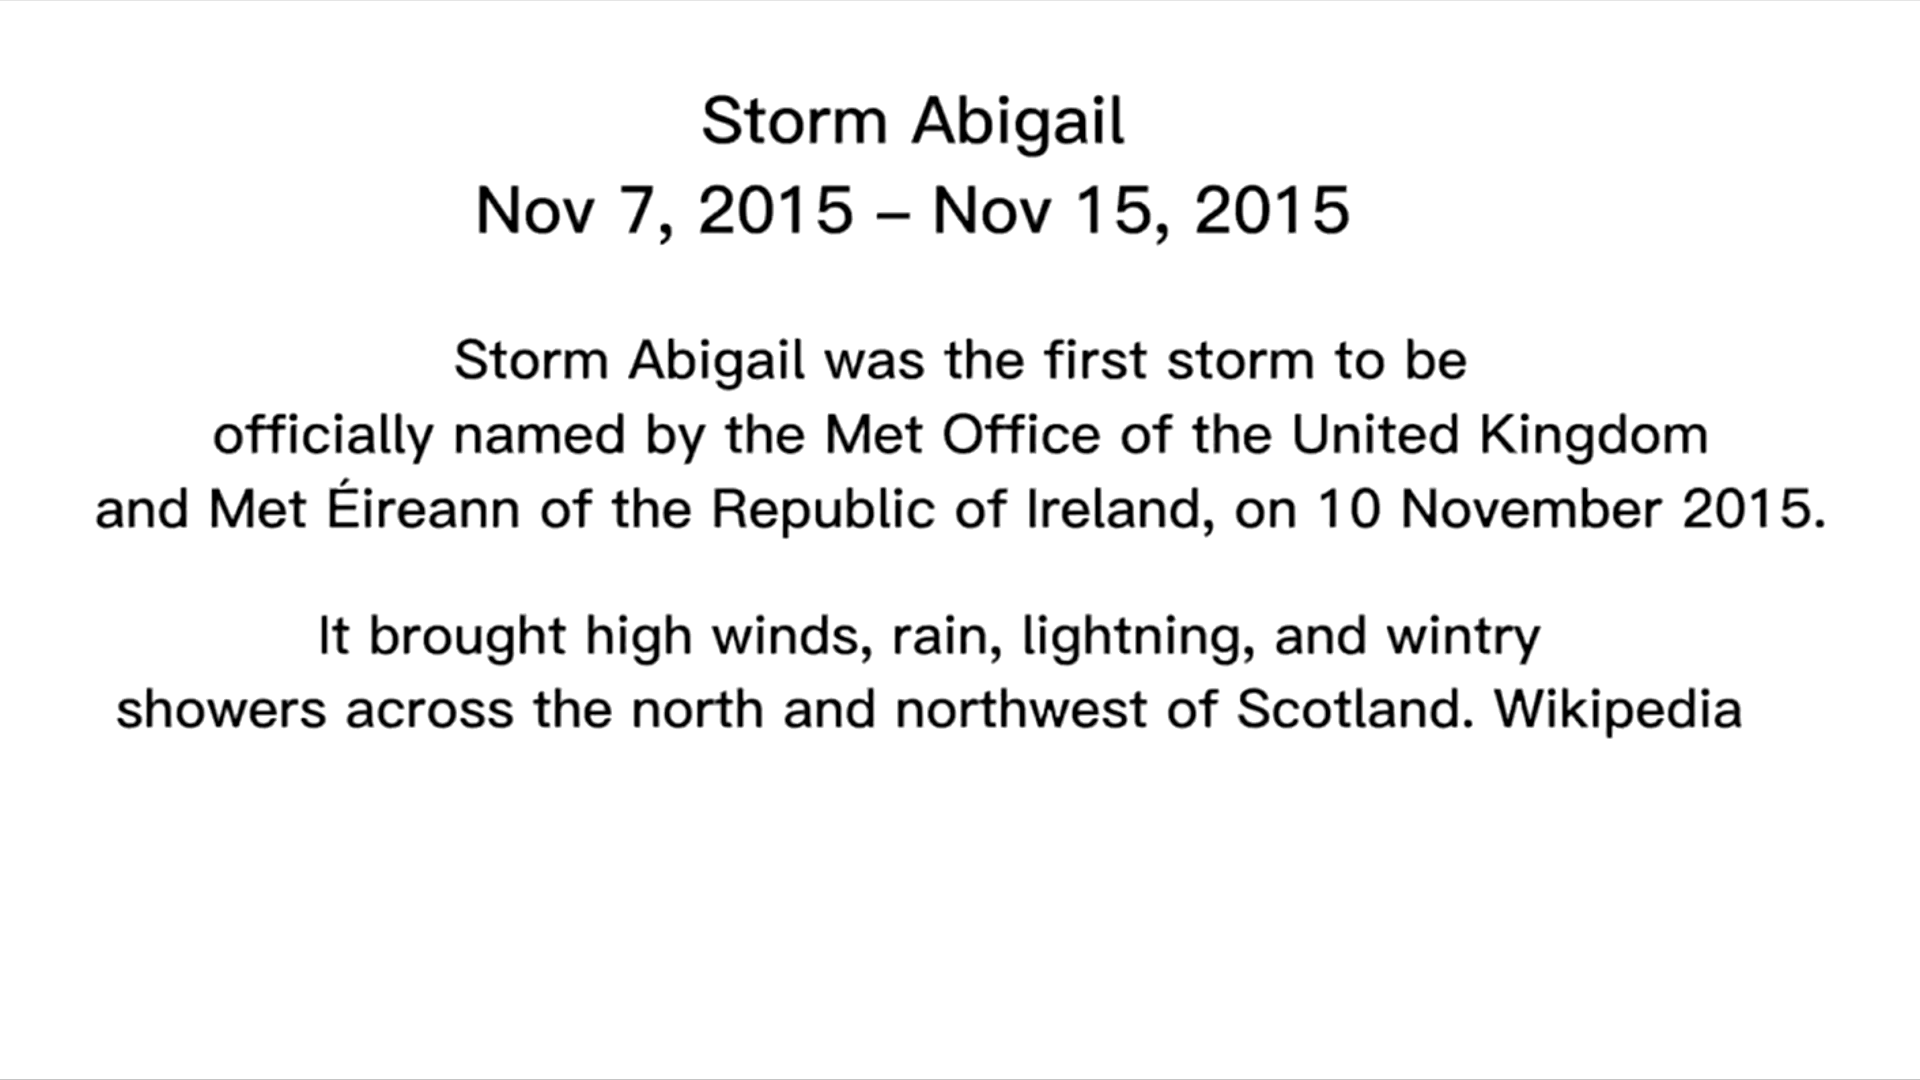 Storm Abigail
Nov 7, 2015 – Nov 15, 2015
Storm Abigail was the first storm to be
officially named by the Met Office of the United Kingdom
and Met Éireann of the Republic of Ireland, on 10 November 2015.
It brought high winds, rain, lightning, and wintry
showers across the north and northwest of Scotland. Wikipedia